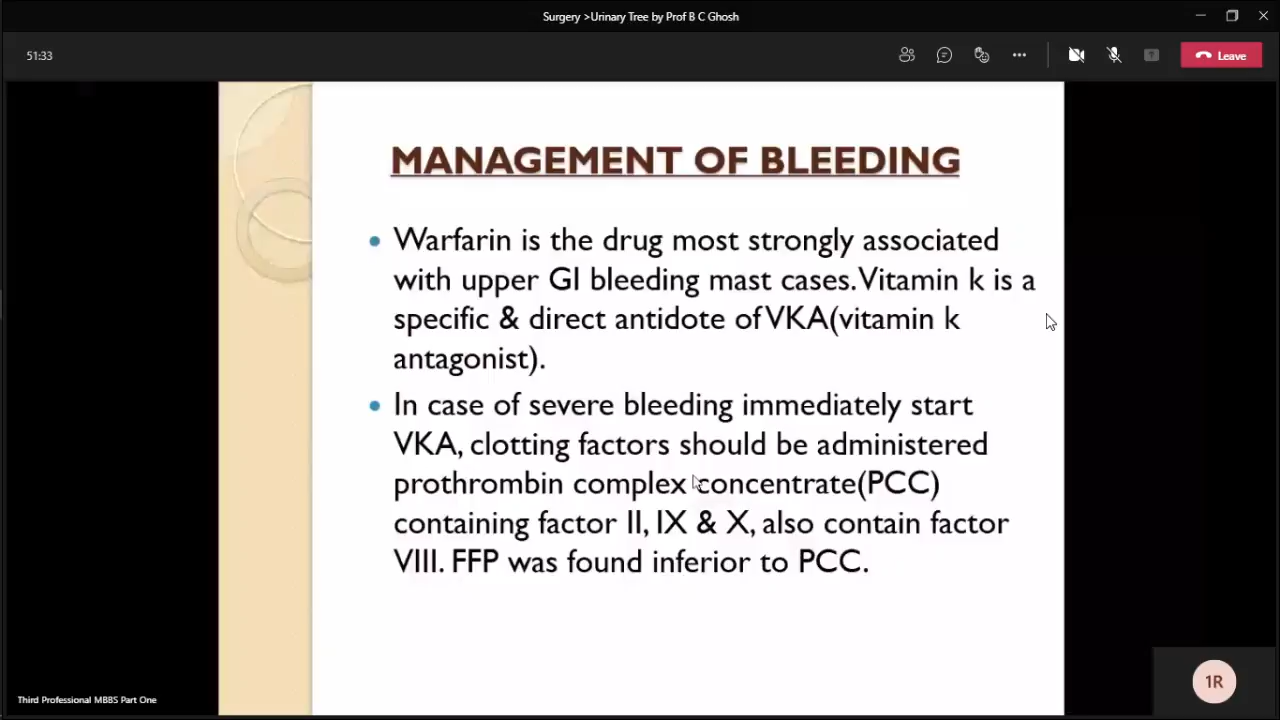 Surgery >Urinary Tree by Prof B C Ghosh
51:33
Leave
MANAGEMENT OF BLEEDING
• Warfarin is the drug most strongly associated
with upper GI bleeding mast cases. Vitamin k is a
specific & direct antidote of VKA(vitamin k
antagonist).
• In case of severe bleeding immediately start
VKA, clotting factors should be administered
prothrombin complex concentrate(PCC)
containing factor II, IX & X, also contain factor
VIII. FFP was found inferior to PCC.
Third Professional MBBS Part One
1R